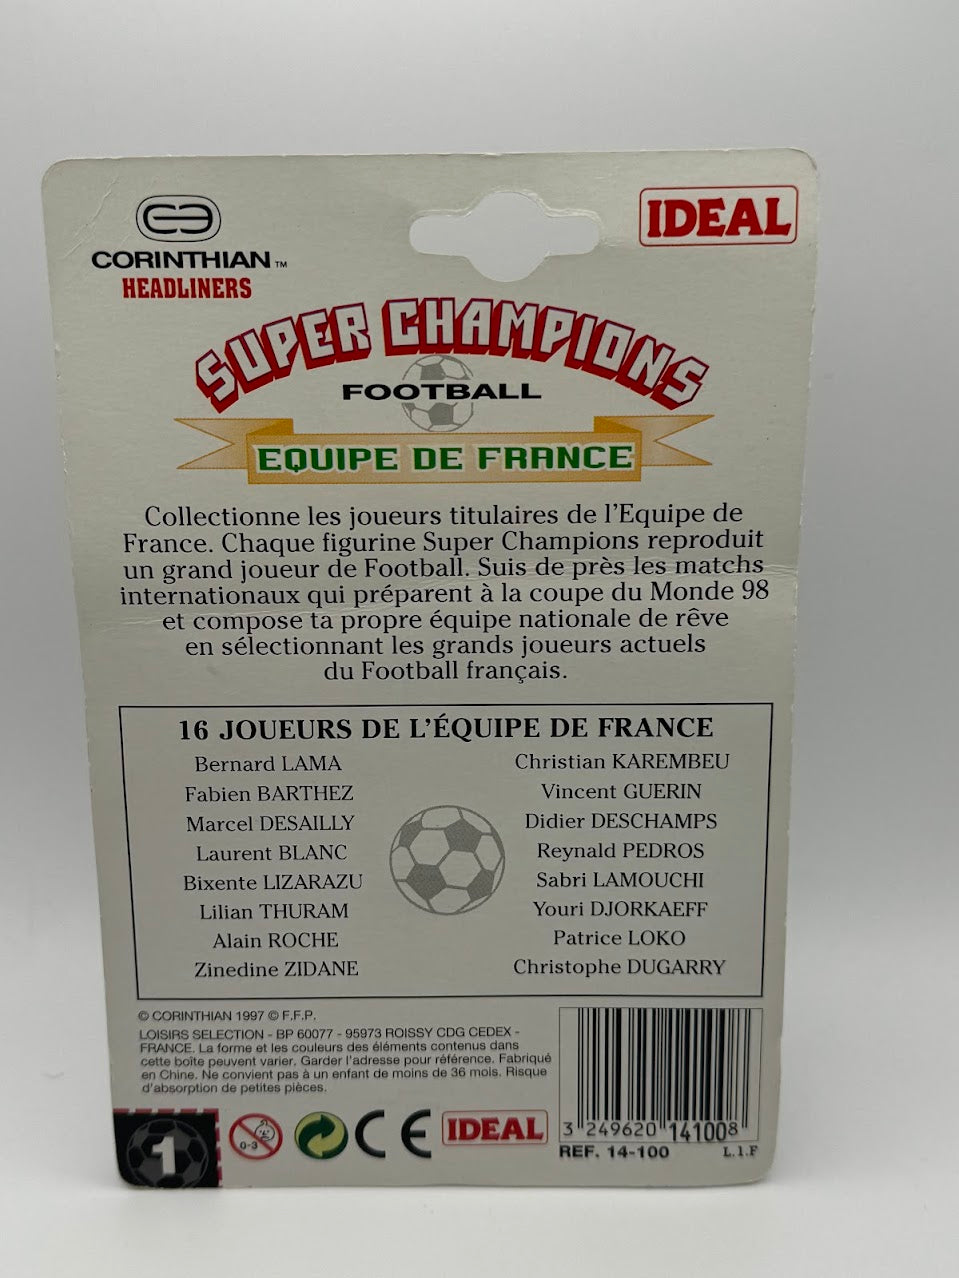 CORINTHIAN™
HEADLINERS
IDEAL
SUPER CHAMPIONS
FOOTBALL
EQUIPE DE FRANCE
Collectionne les joueurs titulaires de l'Equipe de
France. Chaque figurine Super Champions reproduit
un grand joueur de Football. Suis de près les matchs
internationaux qui préparent à la coupe du Monde 98
et compose ta propre équipe nationale de rêve
en sélectionnant les grands joueurs actuels
du Football français.
16 JOUEURS DE L'ÉQUIPE DE FRANCE
Bernard LAMA
Fabien BARTHEZ
Marcel DESAILLY
Laurent BLANC
Bixente LIZARAZU
Lilian THURAM
Alain ROCHE
Zinedine ZIDANE
Christian KAREMBEU
Vincent GUERIN
Didier DESCHAMPS
Reynald PEDROS
Sabri LAMOUCHI
Youri DJORKAEFF
Patrice LOKO
Christophe DUGARRY
© CORINTHIAN 1997 © F.F.P.
LOISIRS SELECTION - BP 60077 - 95973 ROISSY CDG CEDEX -
FRANCE. La forme et les couleurs des éléments contenus dans
cette boîte peuvent varier. Garder l'adresse pour référence. Fabriqué
en Chine. Ne convient pas à un enfant de moins de 36 mois. Risque
d'absorption de petites pièces.
1
0-3
CE
IDEAL
3 249620 141008
REF. 14-100
L.I.F